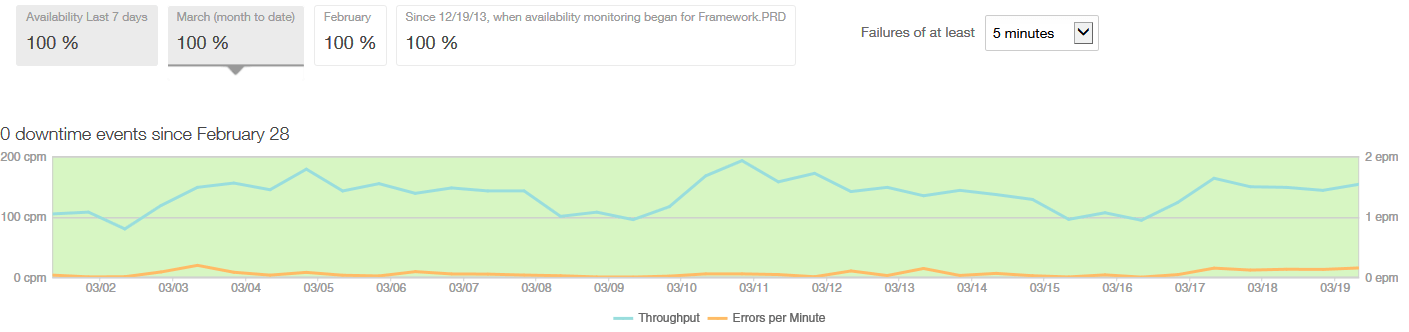 Availability Last 7 days
100 %
March (month to date)
100 %
February
100 %
Since 12/19/13, when availability monitoring began for Framework.PRD
100 %
Failures of at least
5 minutes
0 downtime events since February 28
200 cpm
100 cpm
0 cpm
2 epm
1 epm
0 epm
03/02 03/03 03/04 03/05 03/06 03/07 03/08 03/09 03/10 03/11 03/12 03/13 03/14 03/15 03/16 03/17 03/18 03/19
Throughput Errors per Minute